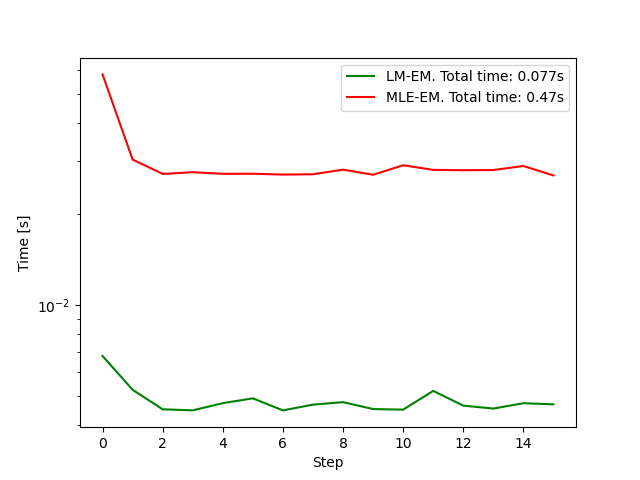 LM-EM. Total time: 0.077s
MLE-EM. Total time: 0.47s
Time [s]
10⁻²
0 2 4 6 8 10 12 14
Step